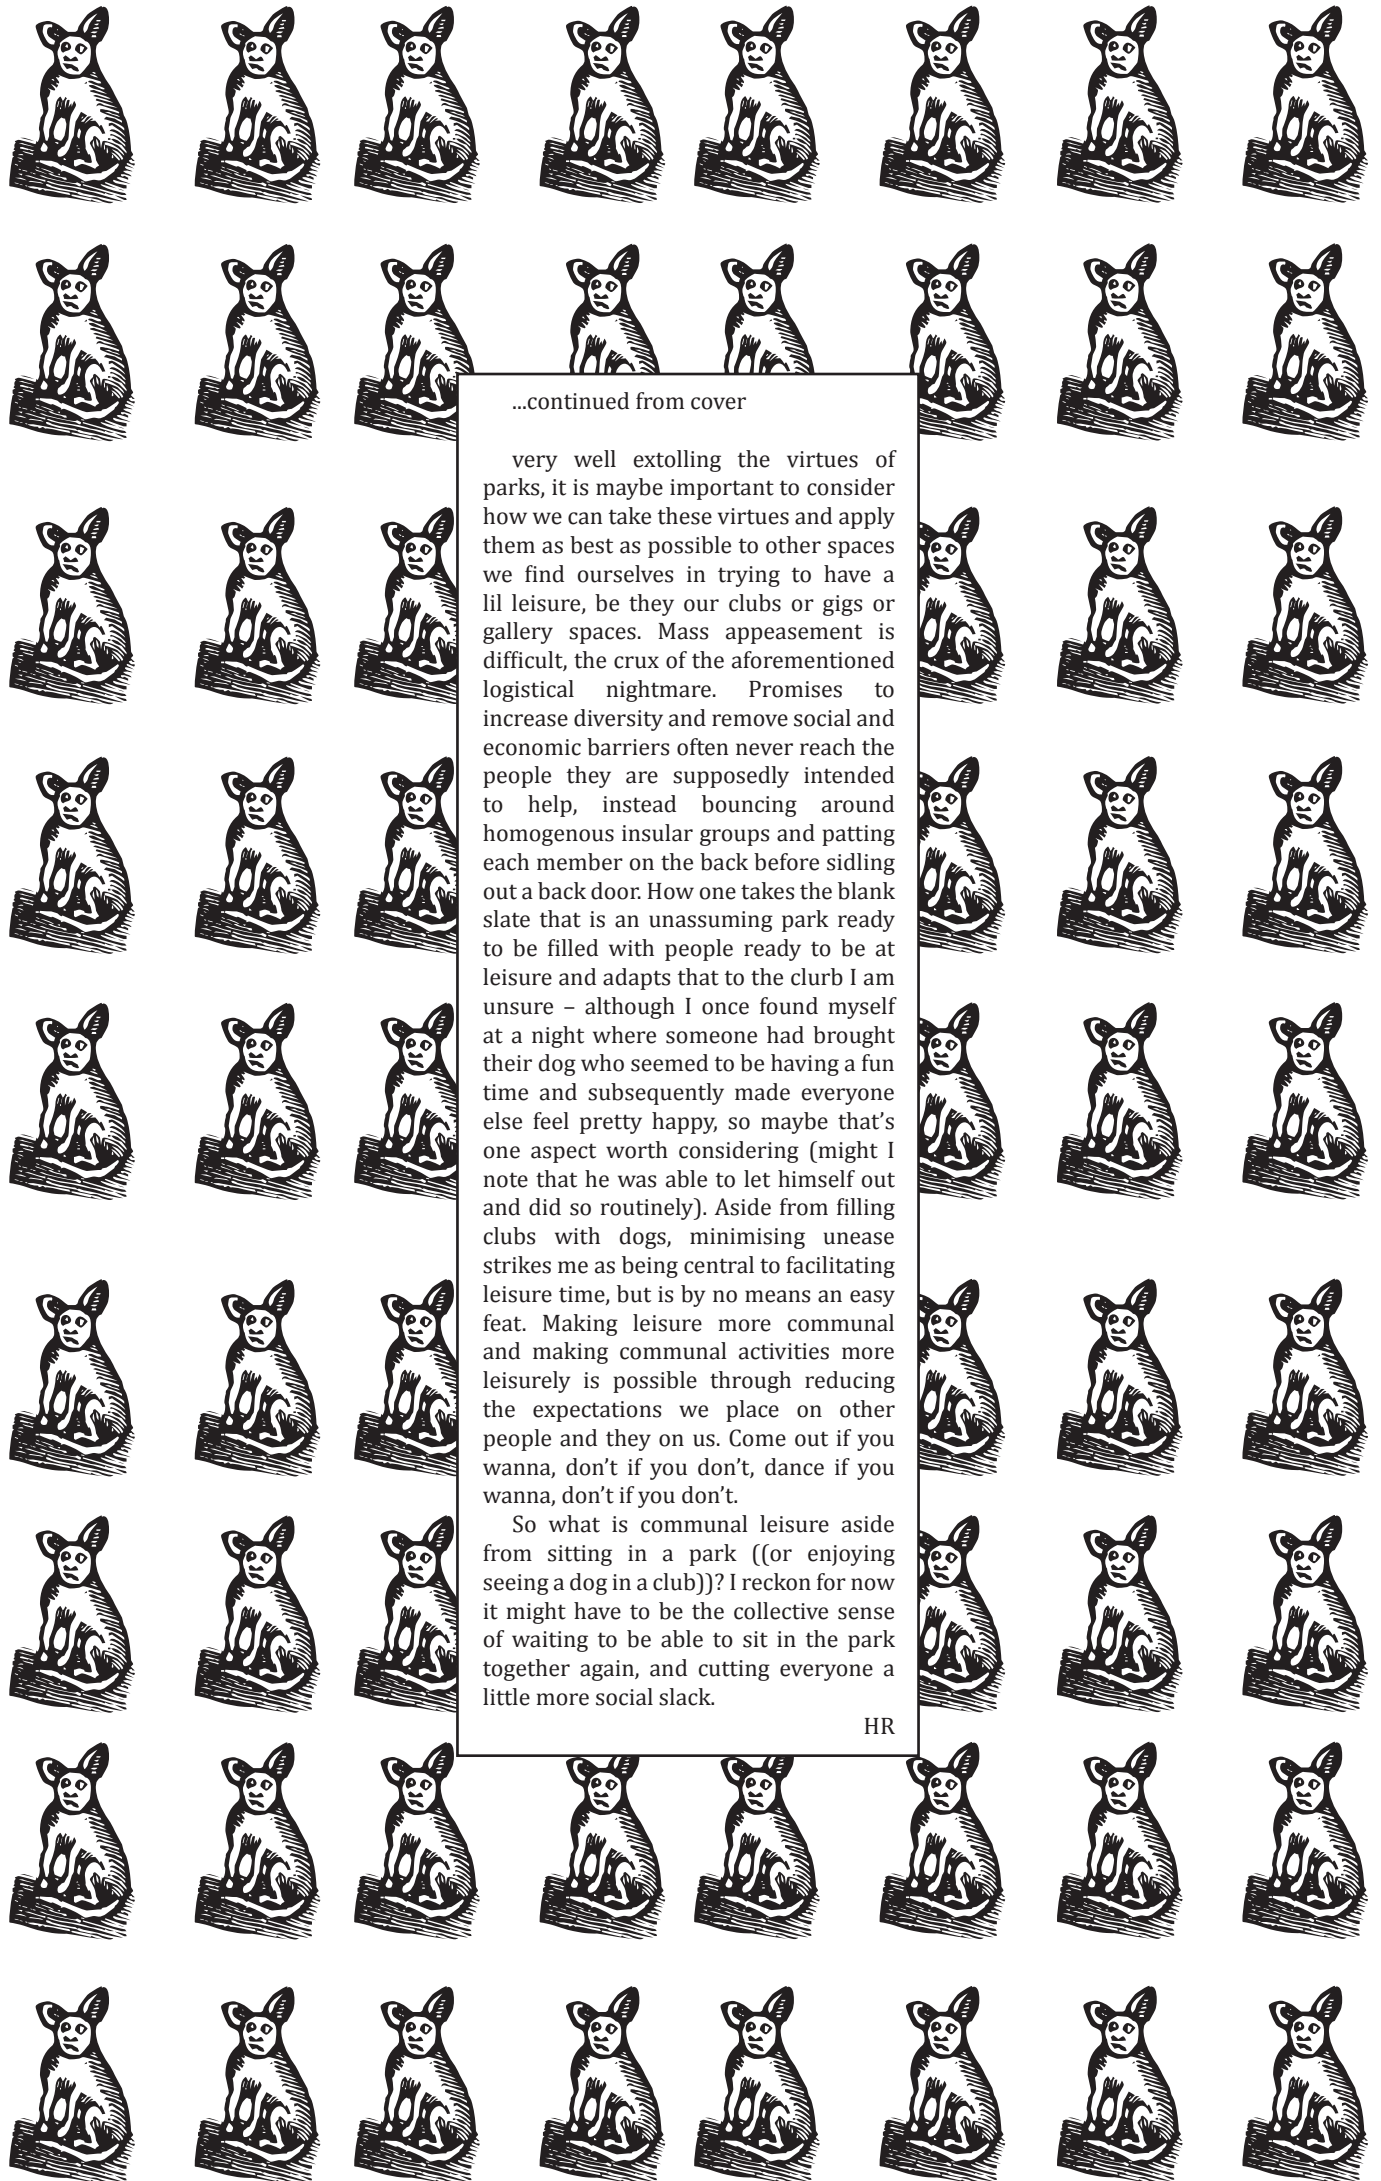 ...continued from cover
very well extolling the virtues of
parks, it is maybe important to consider
how we can take these virtues and apply
them as best as possible to other spaces
we find ourselves in trying to have a
lil leisure, be they our clubs or gigs or
gallery spaces. Mass appeasement is
difficult, the crux of the aforementioned
logistical nightmare. Promises to
increase diversity and remove social and
economic barriers often never reach the
people they are supposedly intended
to help, instead bouncing around
homogenous insular groups and patting
each member on the back before sidling
out a back door. How one takes the blank
slate that is an unassuming park ready
to be filled with people ready to be at
leisure and adapts that to the clurb I am
unsure – although I once found myself
at a night where someone had brought
their dog who seemed to be having a fun
time and subsequently made everyone
else feel pretty happy, so maybe that’s
one aspect worth considering (might I
note that he was able to let himself out
and did so routinely). Aside from filling
clubs with dogs, minimising unease
strikes me as being central to facilitating
leisure time, but is by no means an easy
feat. Making leisure more communal
and making communal activities more
leisurely is possible through reducing
the expectations we place on other
people and they on us. Come out if you
wanna, don’t if you don’t, dance if you
wanna, don’t if you don’t.
So what is communal leisure aside
from sitting in a park ((or enjoying
seeing a dog in a club))? I reckon for now
it might have to be the collective sense
of waiting to be able to sit in the park
together again, and cutting everyone a
little more social slack.
HR